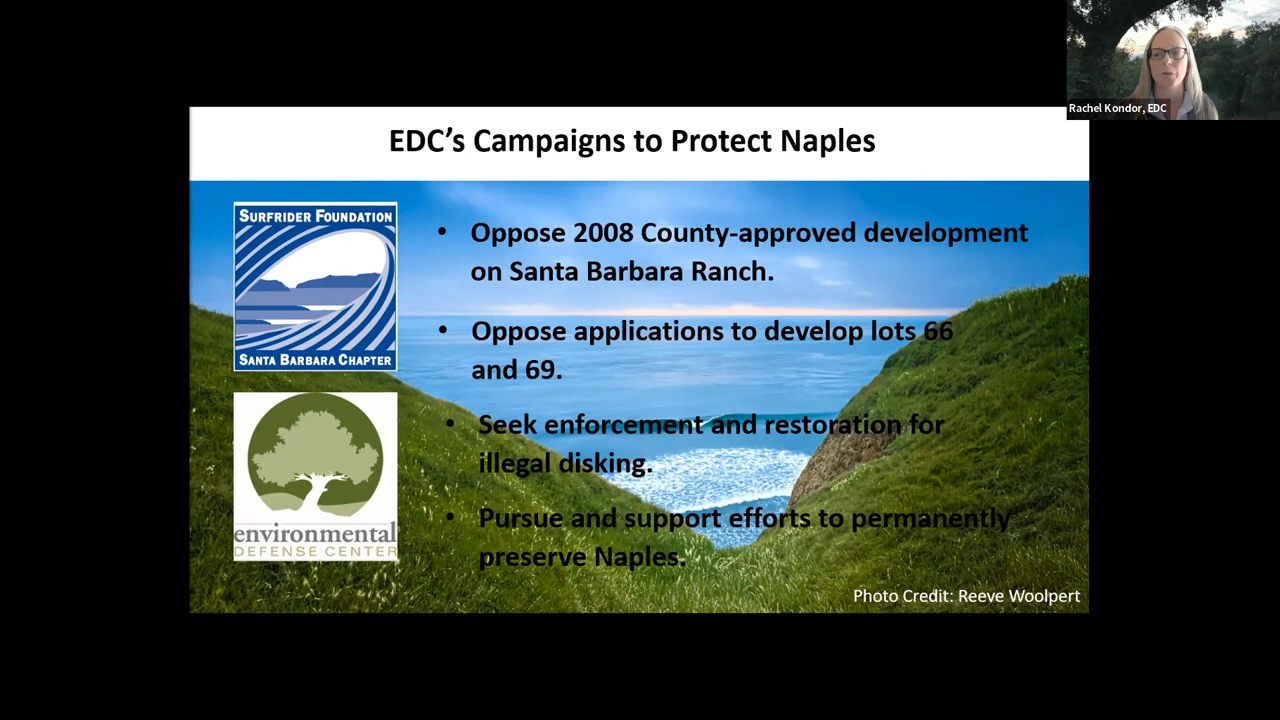 Rachel Kondor, EDC
EDC’s Campaigns to Protect Naples
SURFRIDER FOUNDATION
SANTA BARBARA CHAPTER
environmental
DEFENSE CENTER
• Oppose 2008 County-approved development
on Santa Barbara Ranch.
• Oppose applications to develop lots 66
and 69.
• Seek enforcement and restoration for
illegal disking.
• Pursue and support efforts to permanently
preserve Naples.
Photo Credit: Reeve Woolpert